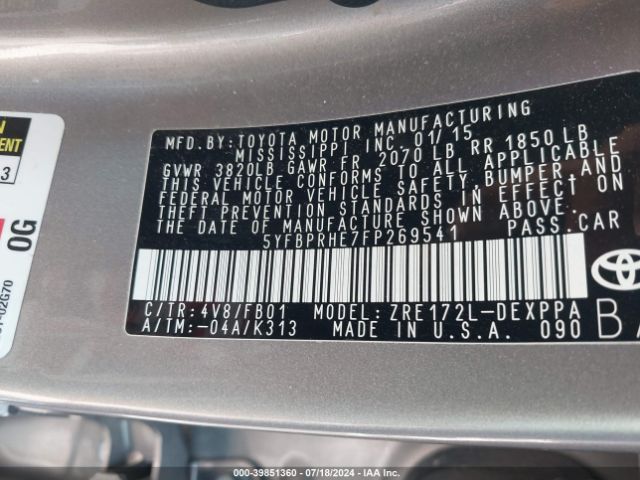 MFD.BY:TOYOTA MOTOR MANUFACTURING
MISSISSIPPI INC. 01/15
GVWR 3820LB GAWR FR 2070 LB RR 1850LB
THIS VEHICLE CONFORMS TO ALL APPLICABLE
FEDERAL MOTOR VEHICLE SAFETY, BUMPER, AND
THEFT PREVENTION STANDARDS IN EFFECT ON
THE DATE OF MANUFACTURE SHOWN ABOVE.
5YFBPRHE7FP269541 PASS.CAR
C/TR:4V8/FB01 MODEL:ZRE172L-DEXPPA
A/TM:-04A/K313 MADE IN U.S.A. 090
OG
02G70
000-39851360 | 07/18/2024 | IAA Inc.